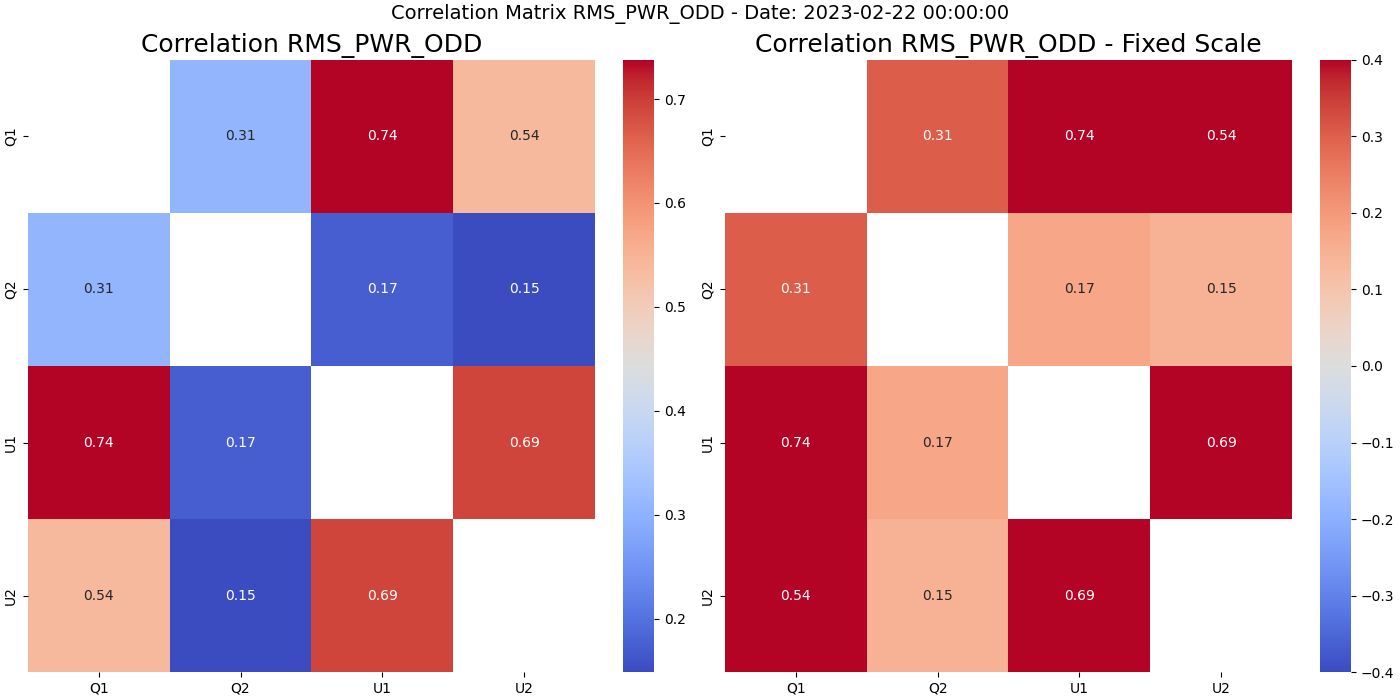 Correlation Matrix RMS_PWR_ODD - Date: 2023-02-22 00:00:00
Correlation RMS_PWR_ODD
Q1
0.31 0.74 0.54
Q2
0.31 0.17 0.15
U1
0.74 0.17 0.69
U2
0.54 0.15 0.69
Q1 Q2 U1 U2
0.7
0.6
0.5
0.4
0.3
0.2
Correlation RMS_PWR_ODD - Fixed Scale
Q1
0.31 0.74 0.54
Q2
0.31 0.17 0.15
U1
0.74 0.17 0.69
U2
0.54 0.15 0.69
Q1 Q2 U1 U2
0.4
0.3
0.2
0.1
0.0
−0.1
−0.2
−0.3
−0.4